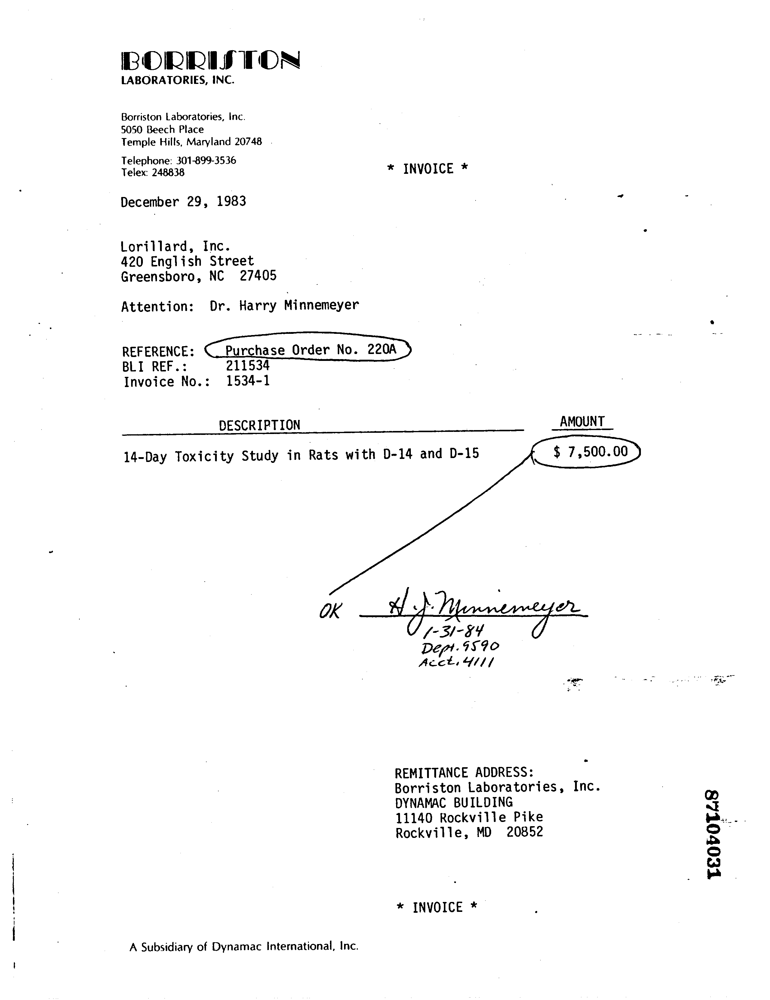 BORRISTON
LABORATORIES, INC.
Borriston Laboratories, Inc.
5050 Beech Place
Temple Hills, Maryland 20748
Telephone: 301-899-3536
Telex: 248838
* INVOICE *
December 29, 1983
Lorillard, Inc.
420 English Street
Greensboro, NC 27405
Attention: Dr. Harry Minnemeyer
REFERENCE: Purchase Order No. 220A
BLI REF.: 211534
Invoice No.: 1534-1
DESCRIPTION AMOUNT
14-Day Toxicity Study in Rats with D-14 and D-15 $ 7,500.00
OK H. J. Minnemeyer
1-31-84
Dept. 9590
Acct. 4111
REMITTANCE ADDRESS:
Borriston Laboratories, Inc.
DYNAMAC BUILDING
11140 Rockville Pike
Rockville, MD 20852
87104031
* INVOICE *
A Subsidiary of Dynamac International, Inc.